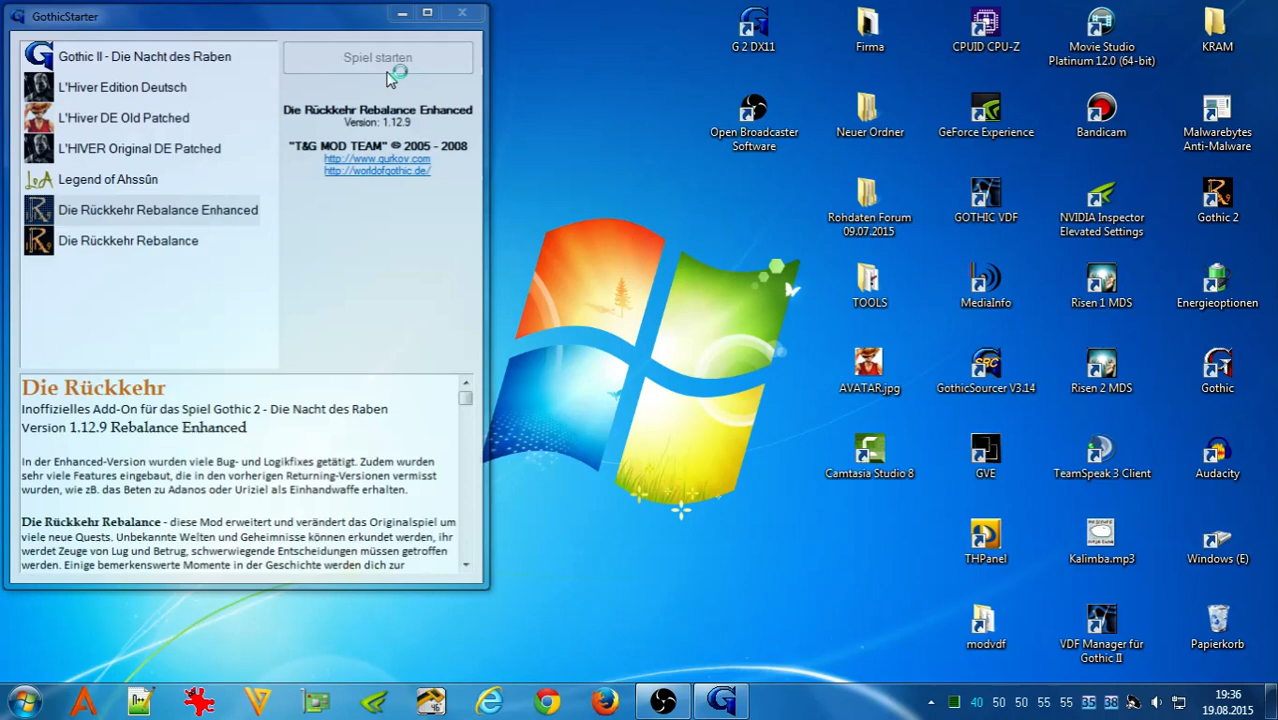 GothicStarter
Gothic II - Die Nacht des Raben
L'Hiver Edition Deutsch
L'Hiver DE Old Patched
L'HIVER Original DE Patched
Legend of Ahssûn
Die Rückkehr Rebalance Enhanced
Die Rückkehr Rebalance
Spiel starten
Die Rückkehr Rebalance Enhanced
Version: 1.12.9
"T&G MOD TEAM" © 2005 - 2008
http://www.gurkov.com
http://worldofgothic.de/
Die Rückkehr
Inoffizielles Add-On für das Spiel Gothic 2 - Die Nacht des Raben
Version 1.12.9 Rebalance Enhanced
In der Enhanced-Version wurden viele Bug- und Logikfixes getätigt. Zudem wurden
sehr viele Features eingebaut, die in den vorherigen Returning-Versionen vermisst
wurden, wie zB. das Beten zu Adanos oder Uriziel als Einhandwaffe erhalten.
Die Rückkehr Rebalance - diese Mod erweitert und verändert das Originalspiel um
viele neue Quests. Unbekannte Welten und Geheimnisse können erkundet werden, ihr
werdet Zeuge von Lug und Betrug, schwerwiegende Entscheidungen müssen getroffen
werden. Einige bemerkenswerte Momente in der Geschichte werden dich zur
G 2 DX11
Firma
CPUID CPU-Z
Movie Studio
Platinum 12.0 (64-bit)
KRAM
Open Broadcaster
Software
Neuer Ordner
GeForce Experience
Bandicam
Malwarebytes
Anti-Malware
Rohdaten Forum
09.07.2015
GOTHIC VDF
NVIDIA Inspector
Elevated Settings
Gothic 2
TOOLS
MediaInfo
Risen 1 MDS
Energieoptionen
AVATAR.jpg
GothicSourcer V3.14
Risen 2 MDS
Gothic
Camtasia Studio 8
GVE
TeamSpeak 3 Client
Audacity
THPanel
Kalimba.mp3
Windows (E)
modvdf
VDF Manager für
Gothic II
Papierkorb
40 50 50 55 55 35 38
19:36
19.08.2015